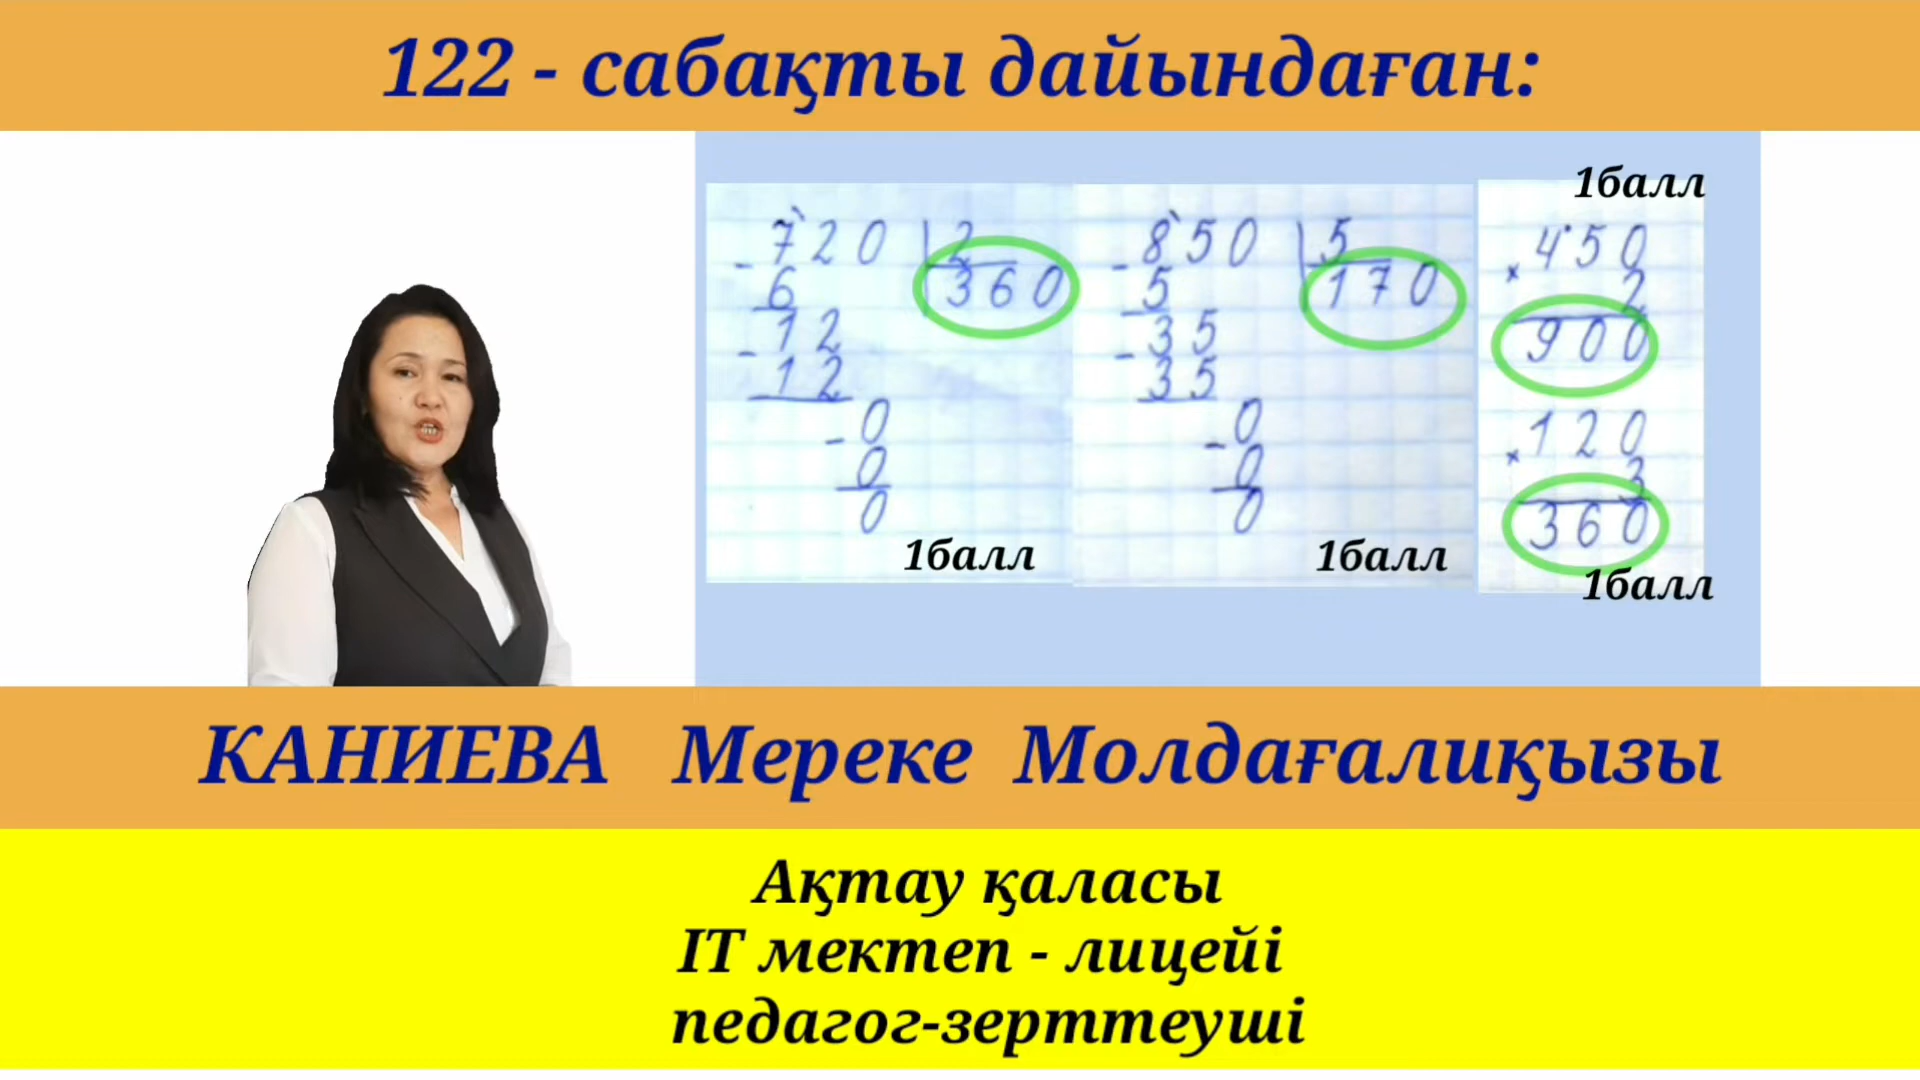 122 - сабақты дайындаған:
- 720 | 2
6 360
- 12
12
- 0
0
0
1балл
- 850 | 5
5 170
- 35
35
- 0
0
0
1балл
1балл
× 450
2
900
× 120
3
360
1балл
КАНИЕВА Мереке Молдағалиқызы
Ақтау қаласы
IT мектеп - лицейі
педагог-зерттеуші